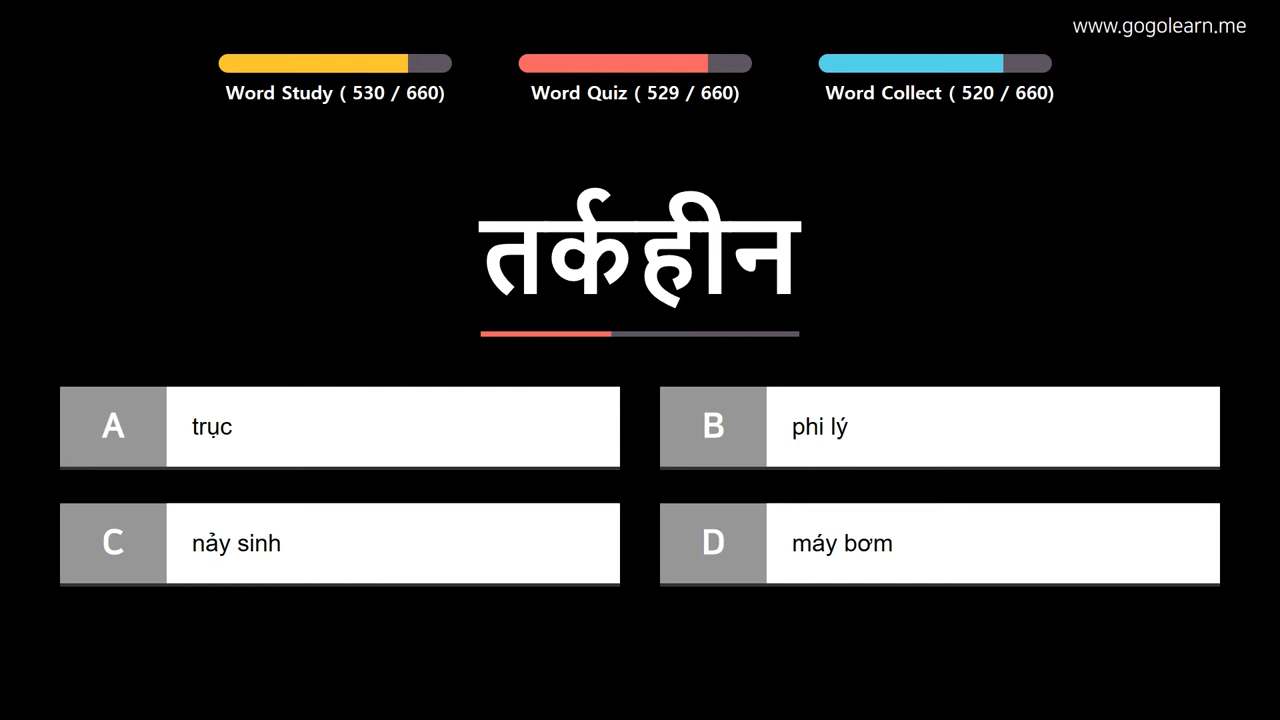 www.gogolearn.me
Word Study ( 530 / 660)
Word Quiz ( 529 / 660)
Word Collect ( 520 / 660)
तर्कहीन
A
trục
B
phi lý
C
nảy sinh
D
máy bơm